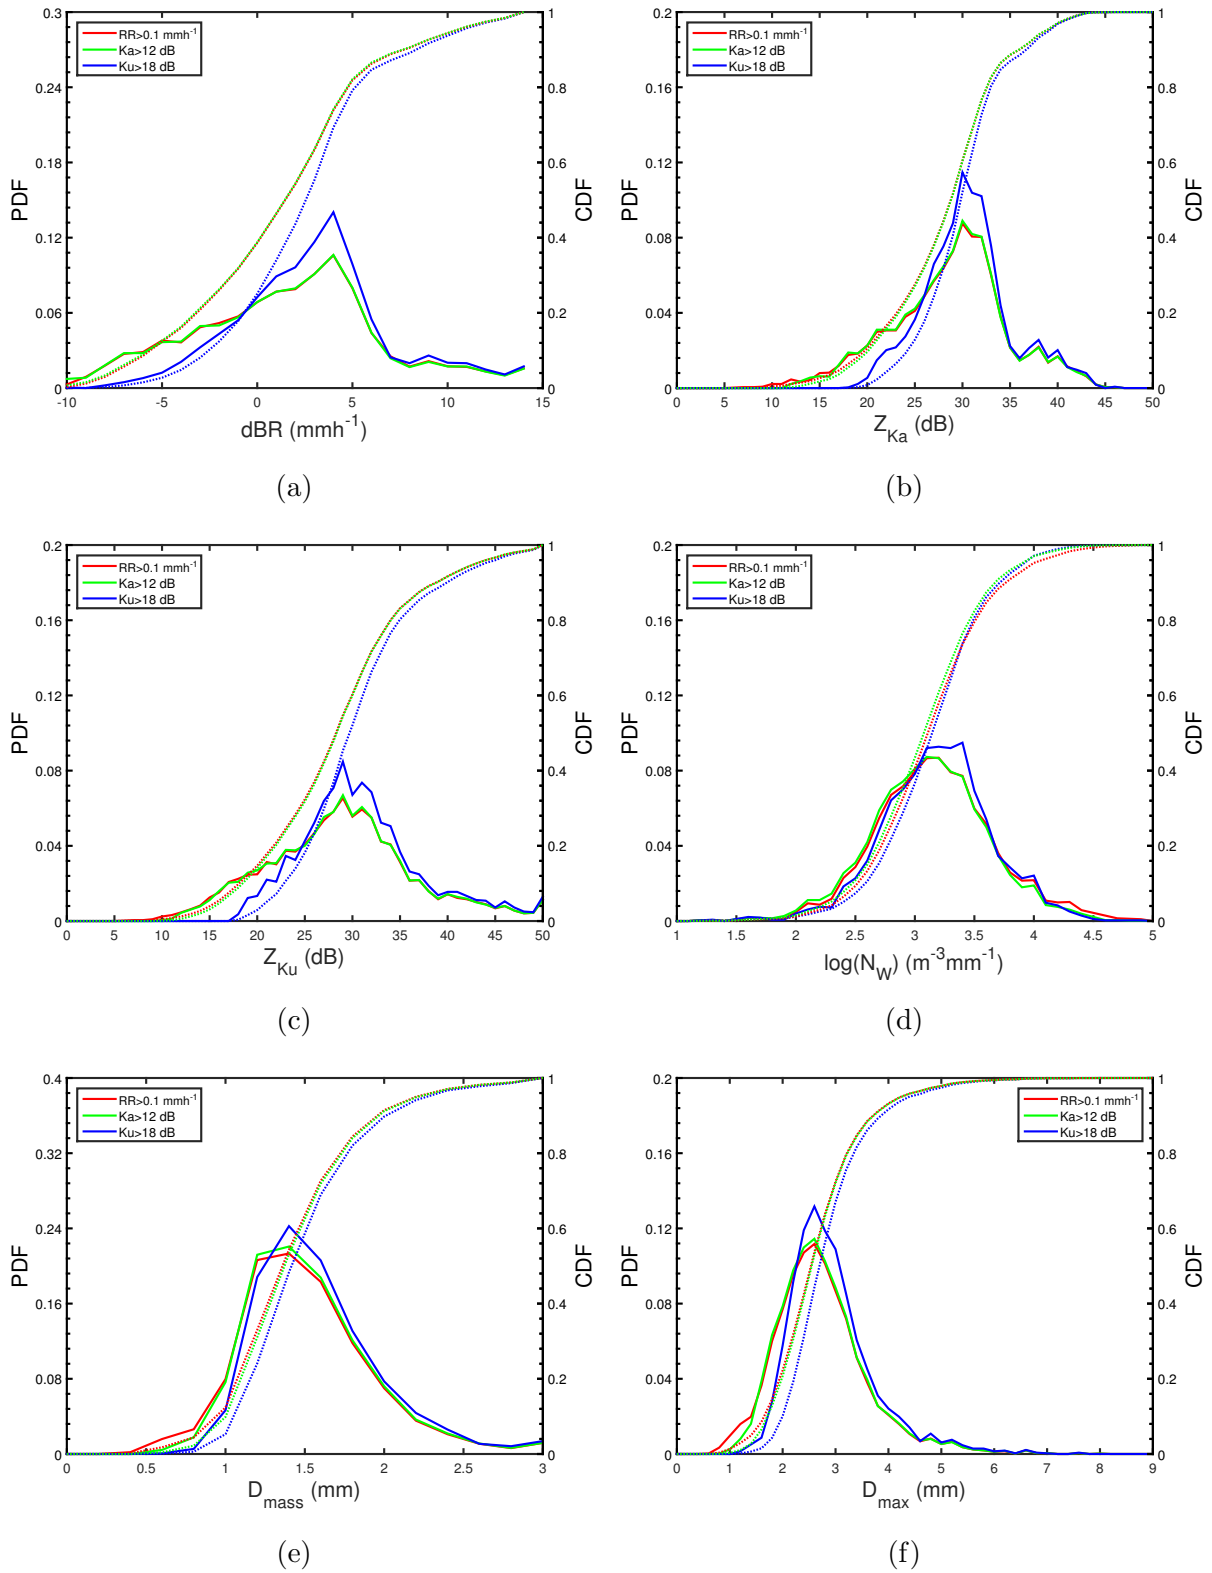 0.3 1
RR>0.1 mmh⁻¹
Ka>12 dB
Ku>18 dB
0.24 0.8
0.18 0.6
PDF CDF
0.12 0.4
0.06 0.2
0 0
-10 -5 0 5 10 15
dBR (mmh⁻¹)
(a)
0.2 1
RR>0.1 mmh⁻¹
Ka>12 dB
Ku>18 dB
0.16 0.8
0.12 0.6
PDF CDF
0.08 0.4
0.04 0.2
0 0
0 5 10 15 20 25 30 35 40 45 50
Z_Ka (dB)
(b)
0.2 1
RR>0.1 mmh⁻¹
Ka>12 dB
Ku>18 dB
0.16 0.8
0.12 0.6
PDF CDF
0.08 0.4
0.04 0.2
0 0
0 5 10 15 20 25 30 35 40 45 50
Z_Ku (dB)
(c)
0.2 1
RR>0.1 mmh⁻¹
Ka>12 dB
Ku>18 dB
0.16 0.8
0.12 0.6
PDF CDF
0.08 0.4
0.04 0.2
0 0
1 1.5 2 2.5 3 3.5 4 4.5 5
log(N_W) (m⁻³mm⁻¹)
(d)
0.4 1
RR>0.1 mmh⁻¹
Ka>12 dB
Ku>18 dB
0.32 0.8
0.24 0.6
PDF CDF
0.16 0.4
0.08 0.2
0 0
0 0.5 1 1.5 2 2.5 3
D_mass (mm)
(e)
0.2 1
RR>0.1 mmh⁻¹
Ka>12 dB
Ku>18 dB
0.16 0.8
0.12 0.6
PDF CDF
0.08 0.4
0.04 0.2
0 0
0 1 2 3 4 5 6 7 8 9
D_max (mm)
(f)